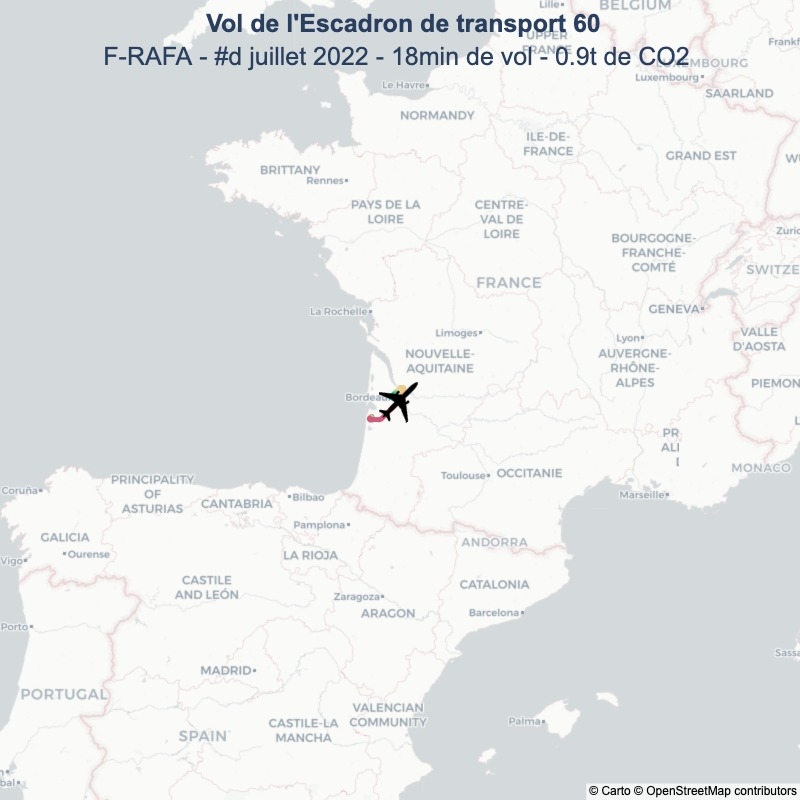 Vol de l'Escadron de transport 60
F-RAFA - #d juillet 2022 - 18min de vol - 0.9t de CO2
BELGIUM
Lille
UPPER
FRANCE
LUXEMBOURG
Luxembourg
SAARLAND
Le Havre
NORMANDY
ILE-DE-
FRANCE
GRAND EST
BRITTANY
Rennes
PAYS DE LA
LOIRE
CENTRE-
VAL DE
LOIRE
BOURGOGNE-
FRANCHE-
COMTÉ
SWITZE
FRANCE
La Rochelle
GENEVA
Limoges
Lyon
VALLE
D'AOSTA
NOUVELLE-
AQUITAINE
AUVERGNE-
RHÔNE-
ALPES
PIEMON
Bordeau
PR
ALI
MONACO
Toulouse
OCCITANIE
Marseille
Coruña
PRINCIPALITY
OF
ASTURIAS
CANTABRIA
Bilbao
Pamplona
GALICIA
Ourense
Vigo
LA RIOJA
ANDORRA
CASTILE
AND LEÓN
CATALONIA
Zaragoza
ARAGON
Barcelona
Porto
MADRID
PORTUGAL
SPAIN
CASTILE-LA
MANCHA
VALENCIAN
COMMUNITY
Palma
Sassa
bal
© Carto © OpenStreetMap contributors